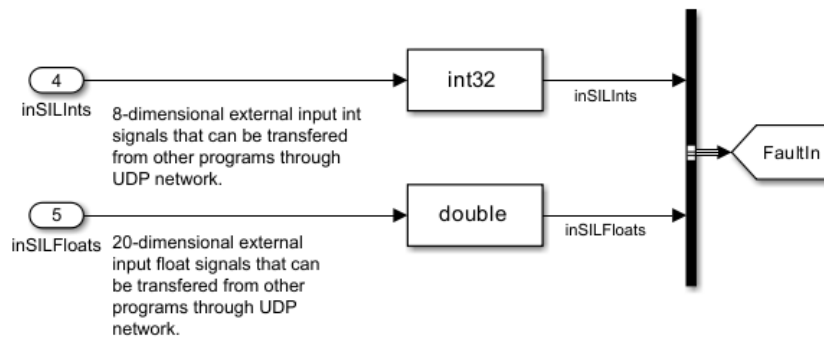 4
inSILInts
8-dimensional external input int
signals that can be transfered
from other programs through
UDP network.
int32
inSILInts
5
inSILFloats
20-dimensional external
input float signals that can
be transfered from other
programs through UDP
network.
double
inSILFloats
FaultIn